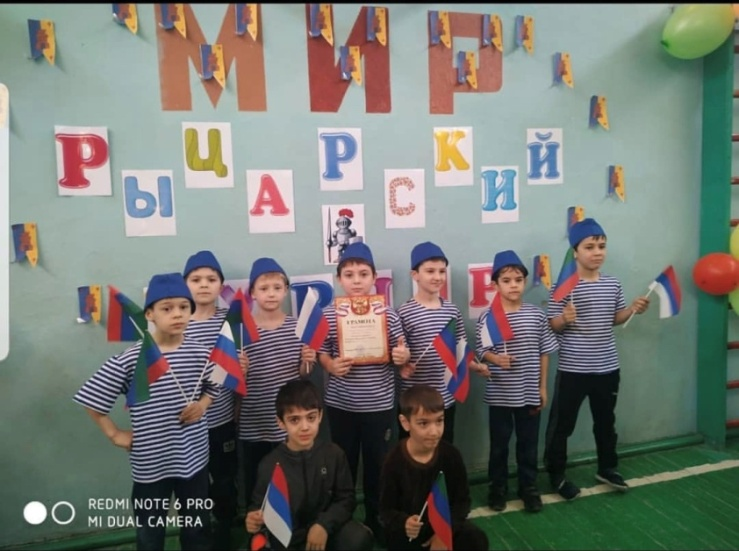 МИР
РЫЦАРСКИЙ
ГРАМОТА
REDMI NOTE 6 PRO
MI DUAL CAMERA